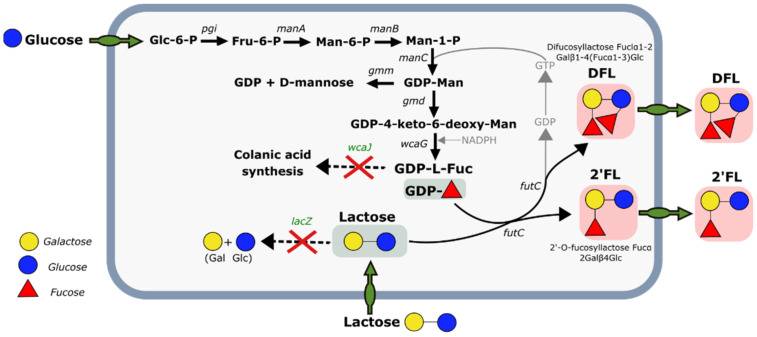 Glucose
Glc-6-P
pgi
Fru-6-P
manA
Man-6-P
manB
Man-1-P
manC
GTP
Difucosyllactose Fuclα1-2
Galβ1-4(Fucα1-3)Glc
DFL
DFL
GDP + D-mannose
gmm
GDP-Man
gmd
GDP
GDP-4-keto-6-deoxy-Man
wcaG
NADPH
Colanic acid
synthesis
wcaJ
GDP-L-Fuc
GDP-
futC
2'FL
2'FL
lacZ
Lactose
futC
+
(Gal Glc)
2'-O-fucosyllactose Fucα
2Galβ4Glc
Galactose
Glucose
Fucose
Lactose